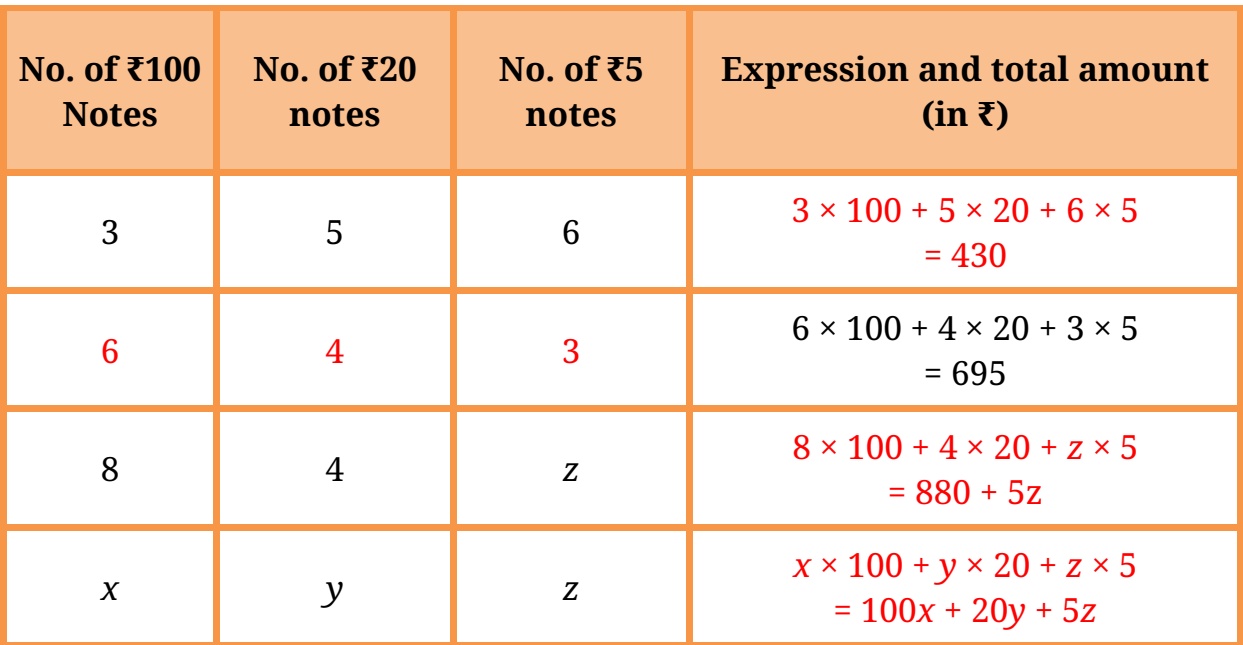 No. of ₹100 Notes | No. of ₹20 notes | No. of ₹5 notes | Expression and total amount (in ₹)
3 | 5 | 6 | 3 × 100 + 5 × 20 + 6 × 5
= 430
6 | 4 | 3 | 6 × 100 + 4 × 20 + 3 × 5
= 695
8 | 4 | z | 8 × 100 + 4 × 20 + z × 5
= 880 + 5z
x | y | z | x × 100 + y × 20 + z × 5
= 100x + 20y + 5z